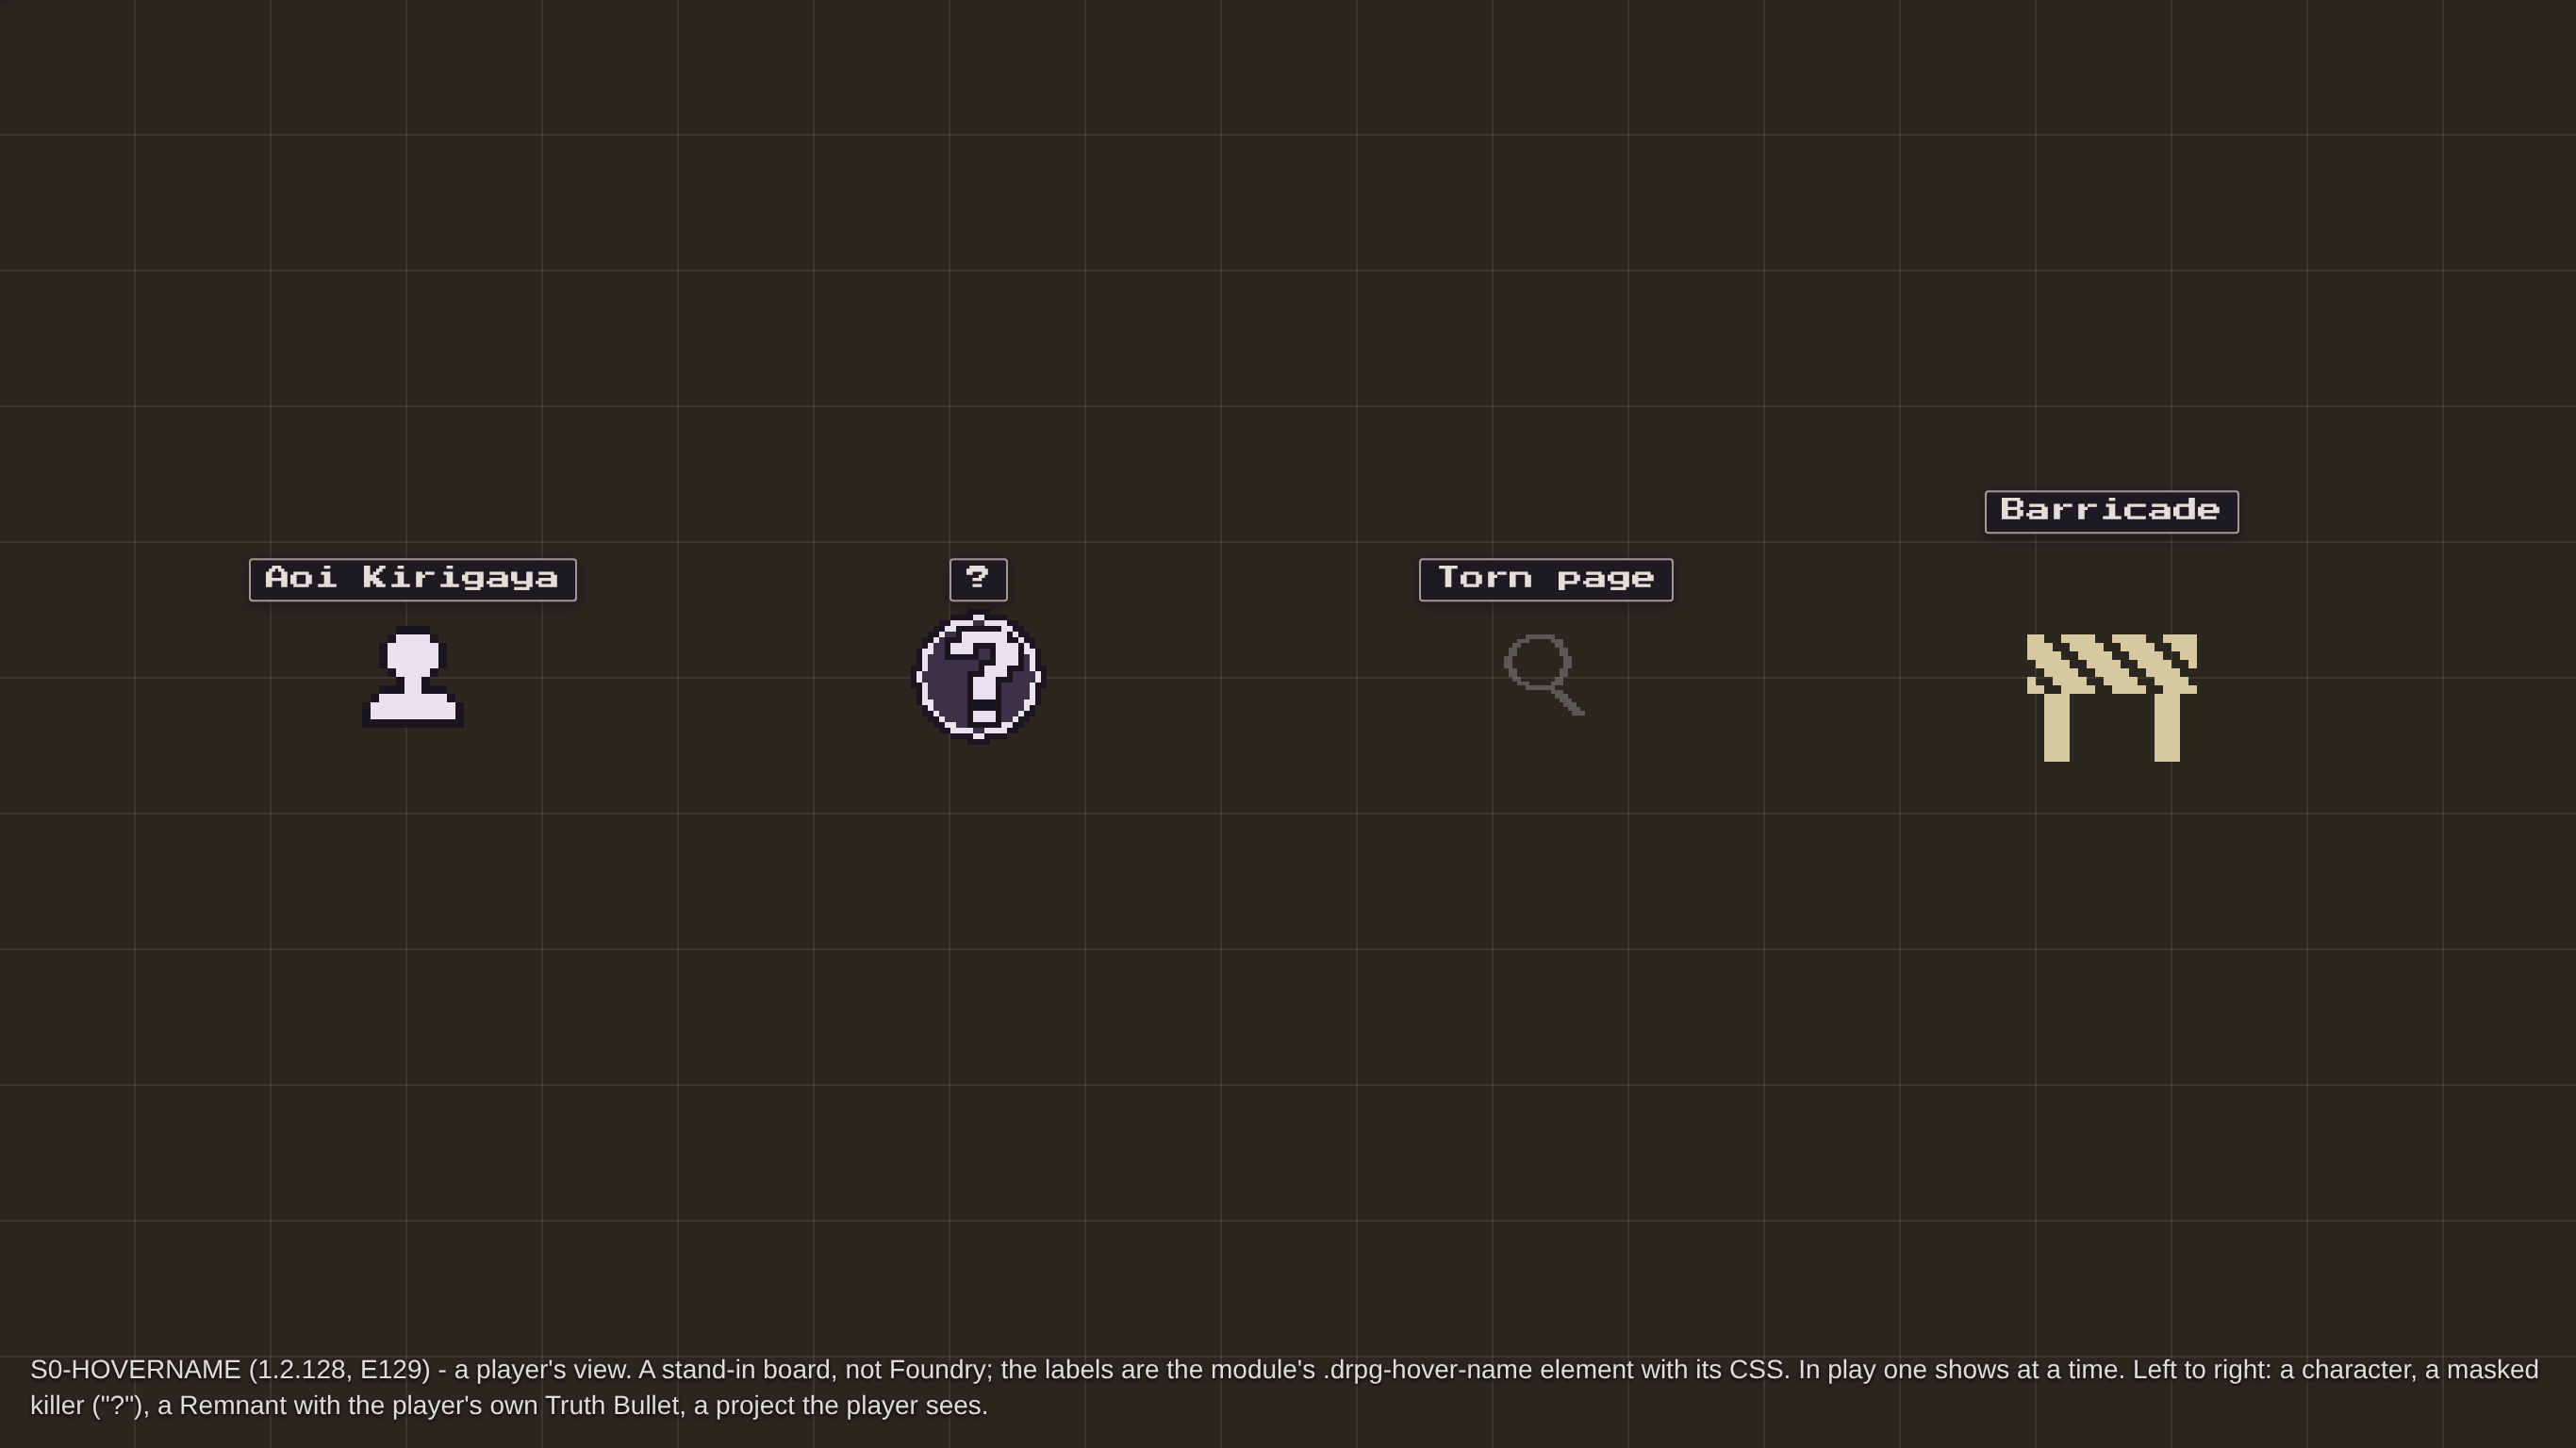 Barricade
Aoi Kirigaya
?
Torn page
?
S0-HOVERNAME (1.2.128, E129) - a player's view. A stand-in board, not Foundry; the labels are the module's .drpg-hover-name element with its CSS. In play one shows at a time. Left to right: a character, a masked
killer ("?"), a Remnant with the player's own Truth Bullet, a project the player sees.